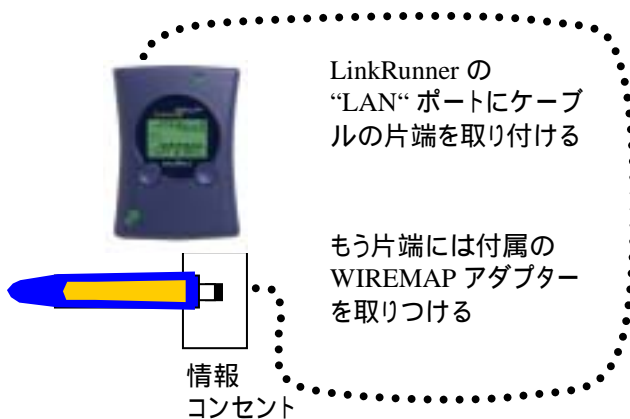 LinkRunner の
“LAN“ ポートにケーブ
ルの片端を取り付ける
もう片端には付属の
WIREMAP アダプター
を取りつける
情報
コンセント